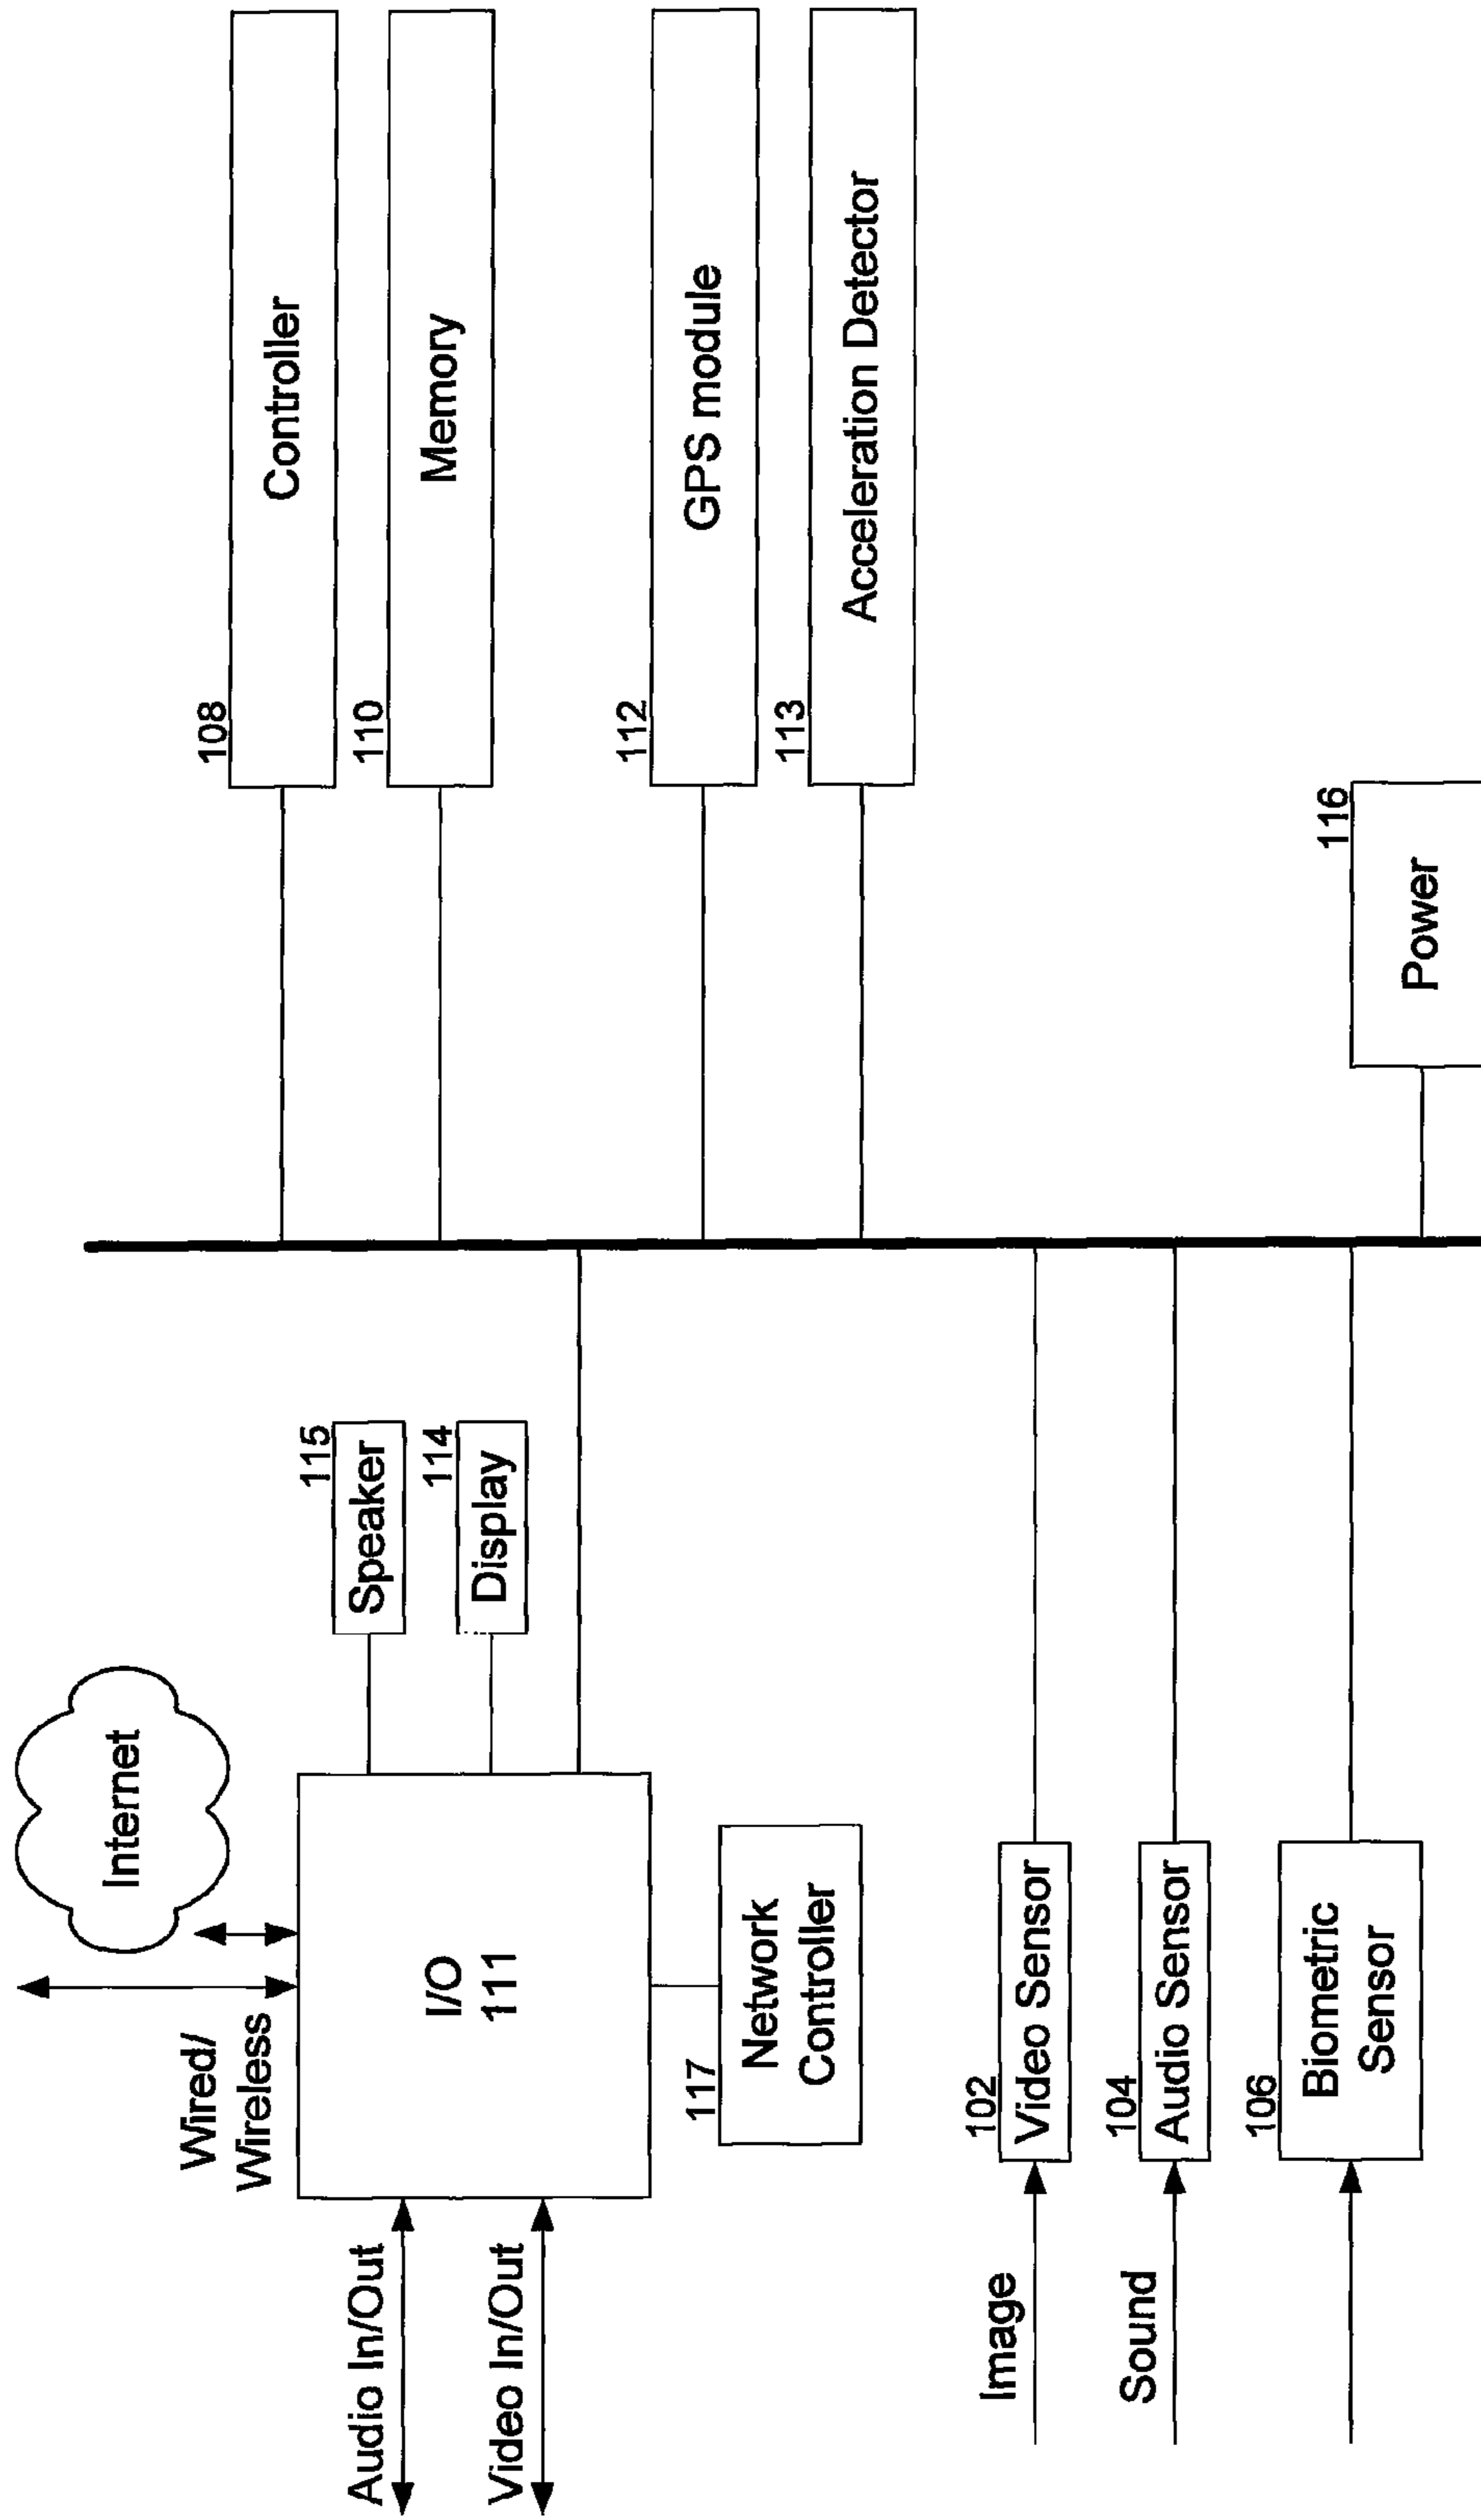 Internet
Wired/
Wireless
Audio In/Out
Video In/Out
I/O
111
115
Speaker
114
Display
117
Network
Controller
108
Controller
110
Memory
112
GPS module
113
Acceleration Detector
Image
102
Video Sensor
Sound
104
Audio Sensor
106
Biometric
Sensor
116
Power